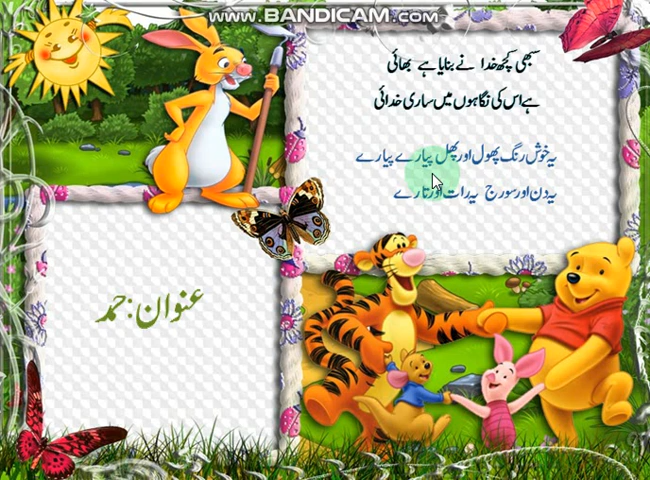 www.BANDICAM.com
سبھی کچھ خدا نے بنایا ہے بھائی
ہے اس کی نگاہوں میں ساری خدائی
یہ خوش رنگ پھول اور پھل پیارے پیارے
یہ دن اور سورج یہ رات اور تارے
عنوان: حمد